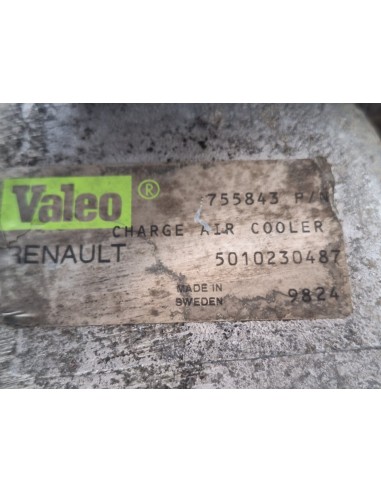 Valeo ® 755843 P/N
CHARGE AIR COOLER
RENAULT 5010230487
MADE IN
SWEDEN 9824